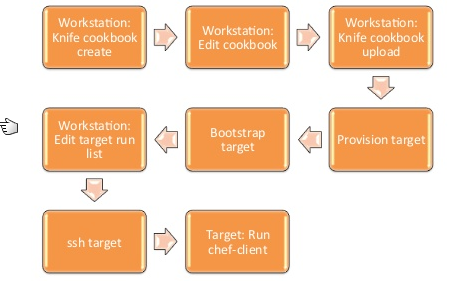 Workstation:
Knife cookbook
create
Workstation:
Edit cookbook
Workstation:
Knife cookbook
upload
Provision target
Bootstrap
target
Workstation:
Edit target run
list
ssh target
Target: Run
chef-client